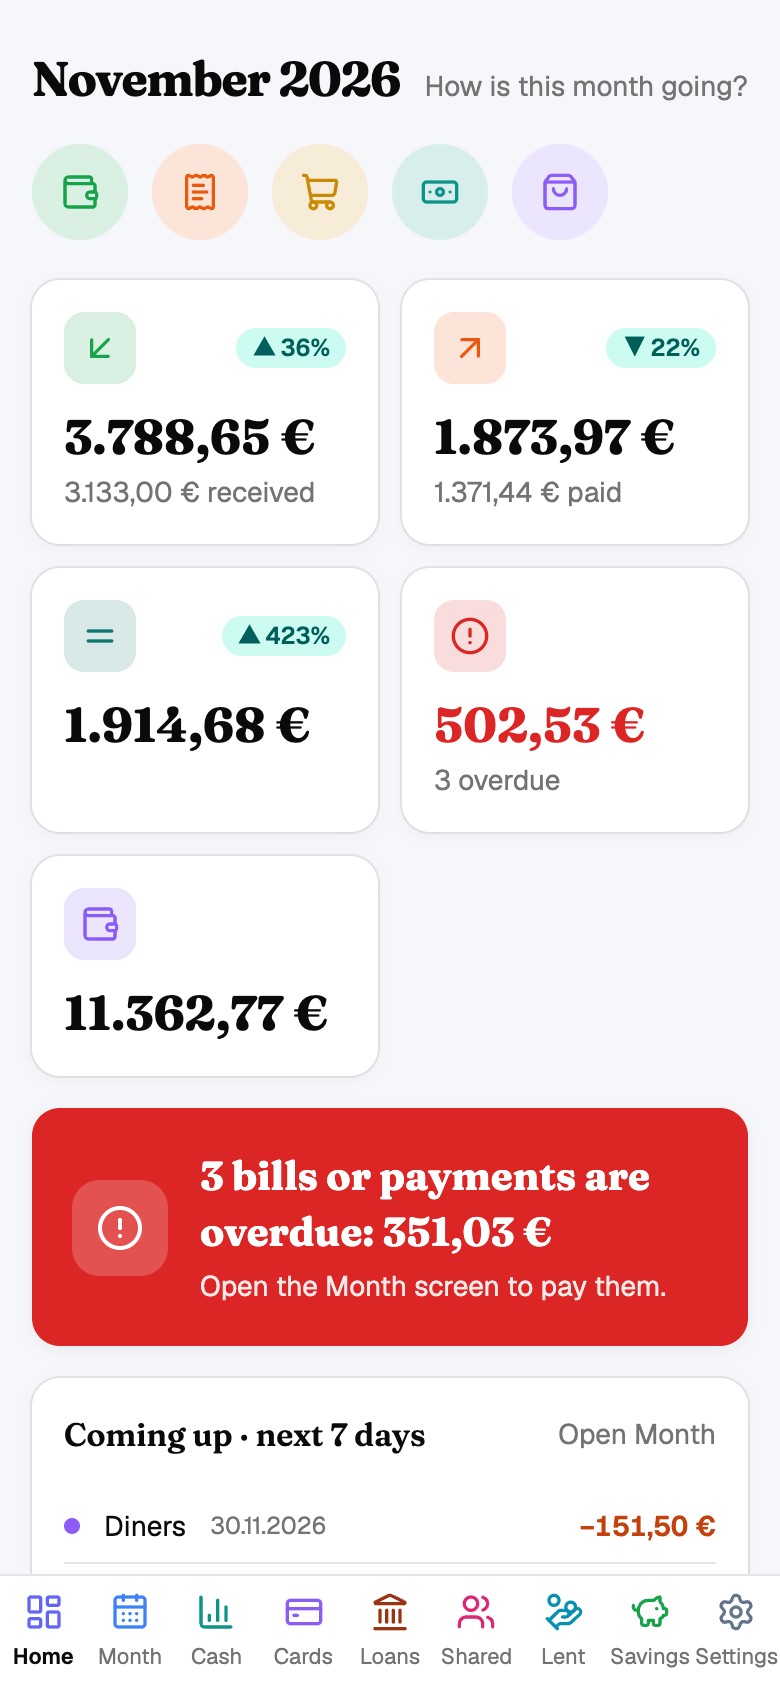 November 2026 How is this month going?
▲ 36%
▼ 22%
3.788,65 €
1.873,97 €
3.133,00 € received
1.371,44 € paid
▲ 423%
1.914,68 €
502,53 €
3 overdue
11.362,77 €
3 bills or payments are
overdue: 351,03 €
Open the Month screen to pay them.
Coming up · next 7 days Open Month
Diners 30.11.2026 −151,50 €
Home Month Cash Cards Loans Shared Lent Savings Settings